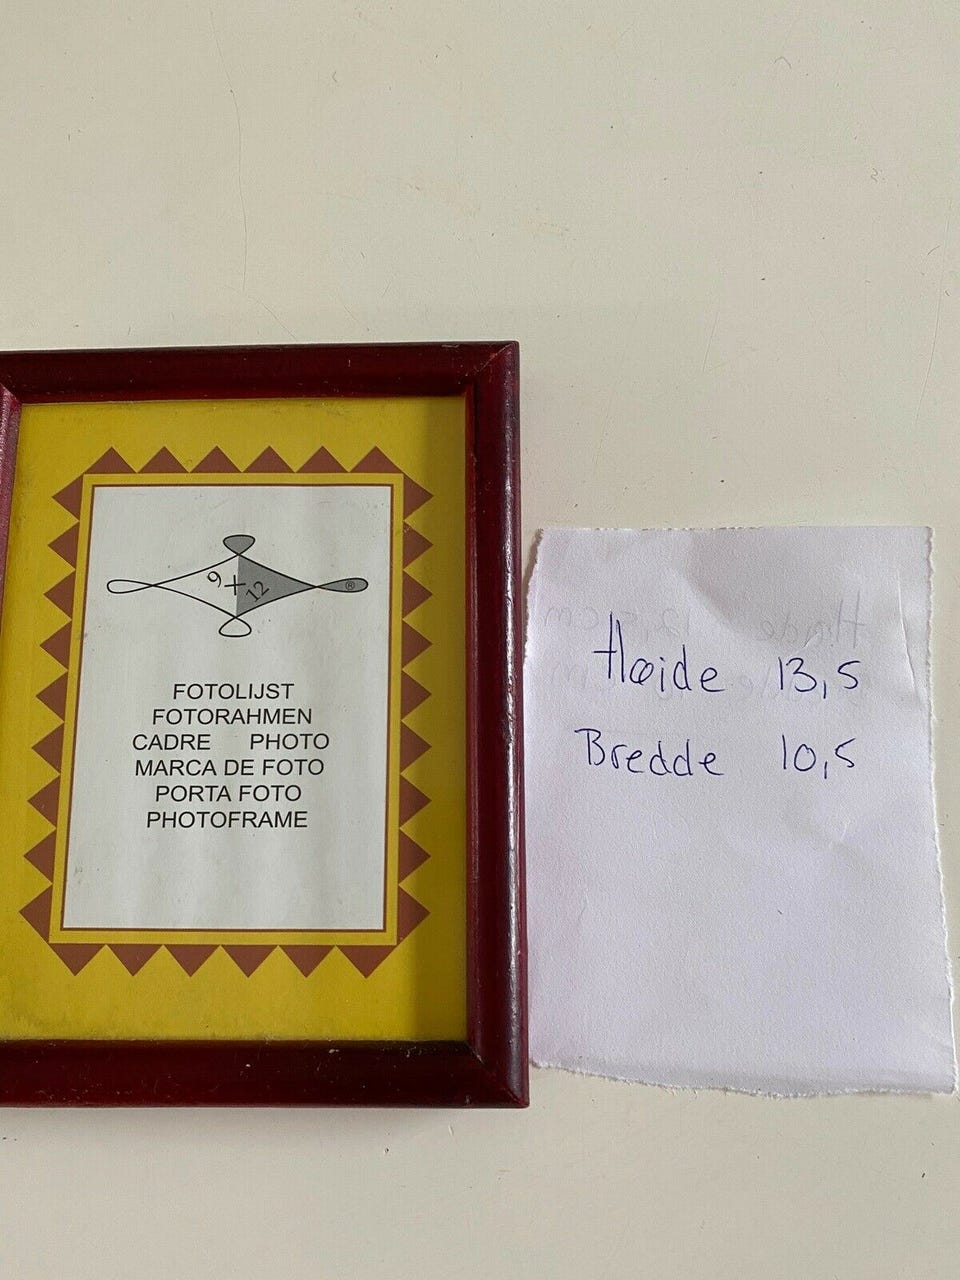 9 + 12
®
FOTOLIJST
FOTORAHMEN
CADRE PHOTO
MARCA DE FOTO
PORTA FOTO
PHOTOFRAME
Høide 13,5
Bredde 10,5